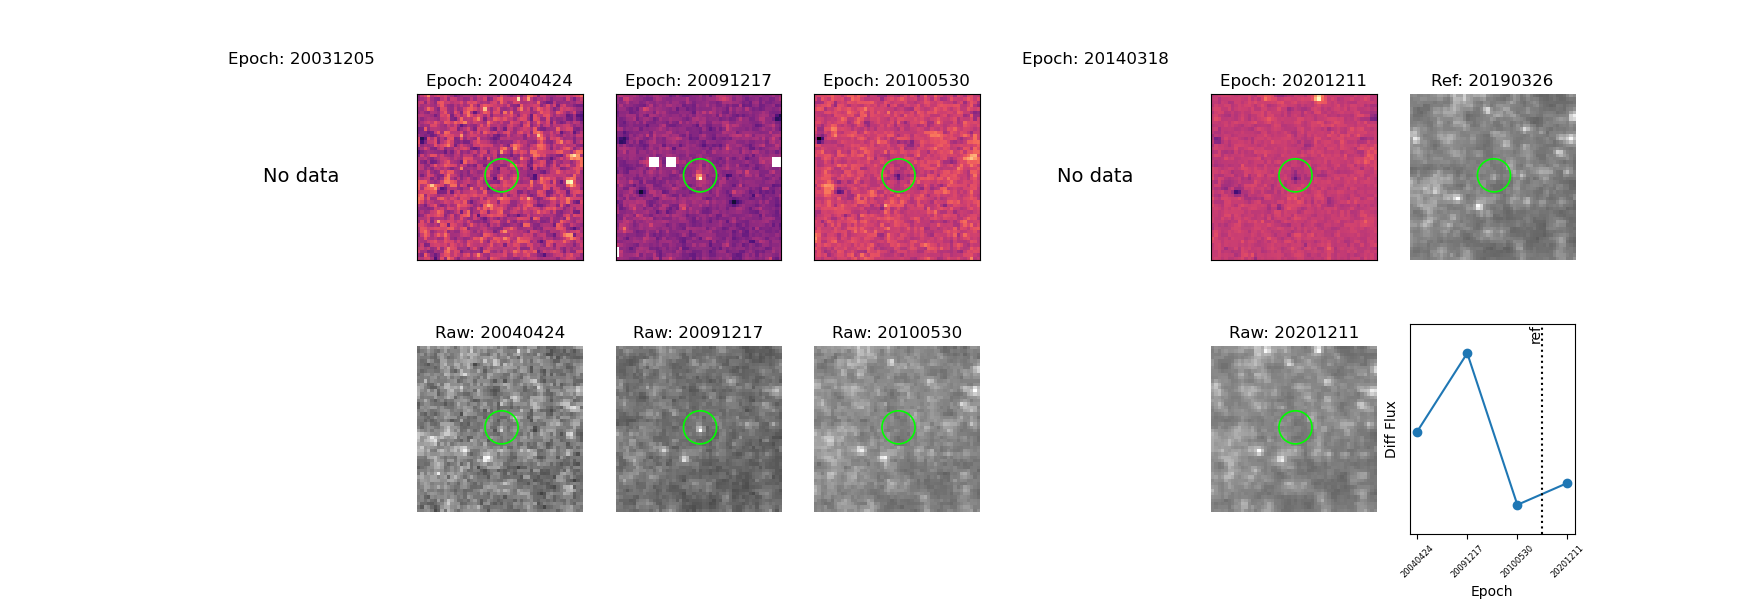 Epoch: 20031205
Epoch: 20140318
Epoch: 20040424
Epoch: 20091217
Epoch: 20100530
Epoch: 20201211
Ref: 20190326
No data
No data
Raw: 20040424
Raw: 20091217
Raw: 20100530
Raw: 20201211
ref
Diff Flux
20040424
20091217
20100530
20201211
Epoch